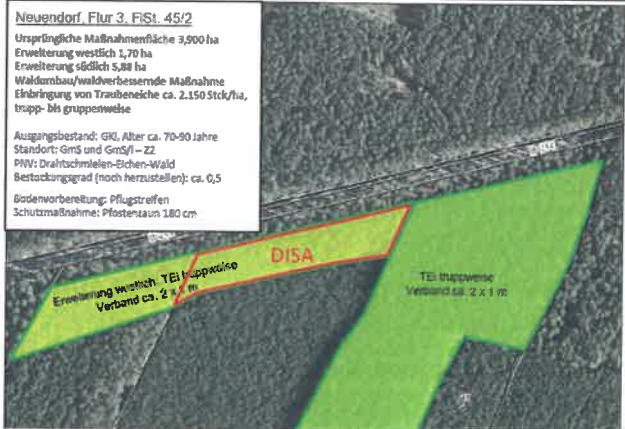 Neuendorf, Flur 3, FlSt. 45/2
Ursprüngliche Maßnahmenfläche 3,900 ha
Erweiterung westlich 1,70 ha
Erweiterung südlich 5,88 ha
Waldumbau/waldverbessernde Maßnahme
Einbringung von Traubeneiche ca. 2.150 Stck/ha,
trupp- bis gruppenweise
Ausgangsbestand: GKI, Alter ca. 70-90 Jahre
Standort: GmS und GmS/l – Z2
PNV: Drahtschmielen-Eichen-Wald
Bestockungsgrad (noch herzustellen): ca. 0,5
Bodenvorbereitung: Pflugstreifen
Schutzmaßnahme: Pfostenzaun 180 cm
DISA
Erweiterung westlich TEI truppweise
Verband ca. 2 x 1 m
TEI truppweise
Verband ca. 2 x 1 m